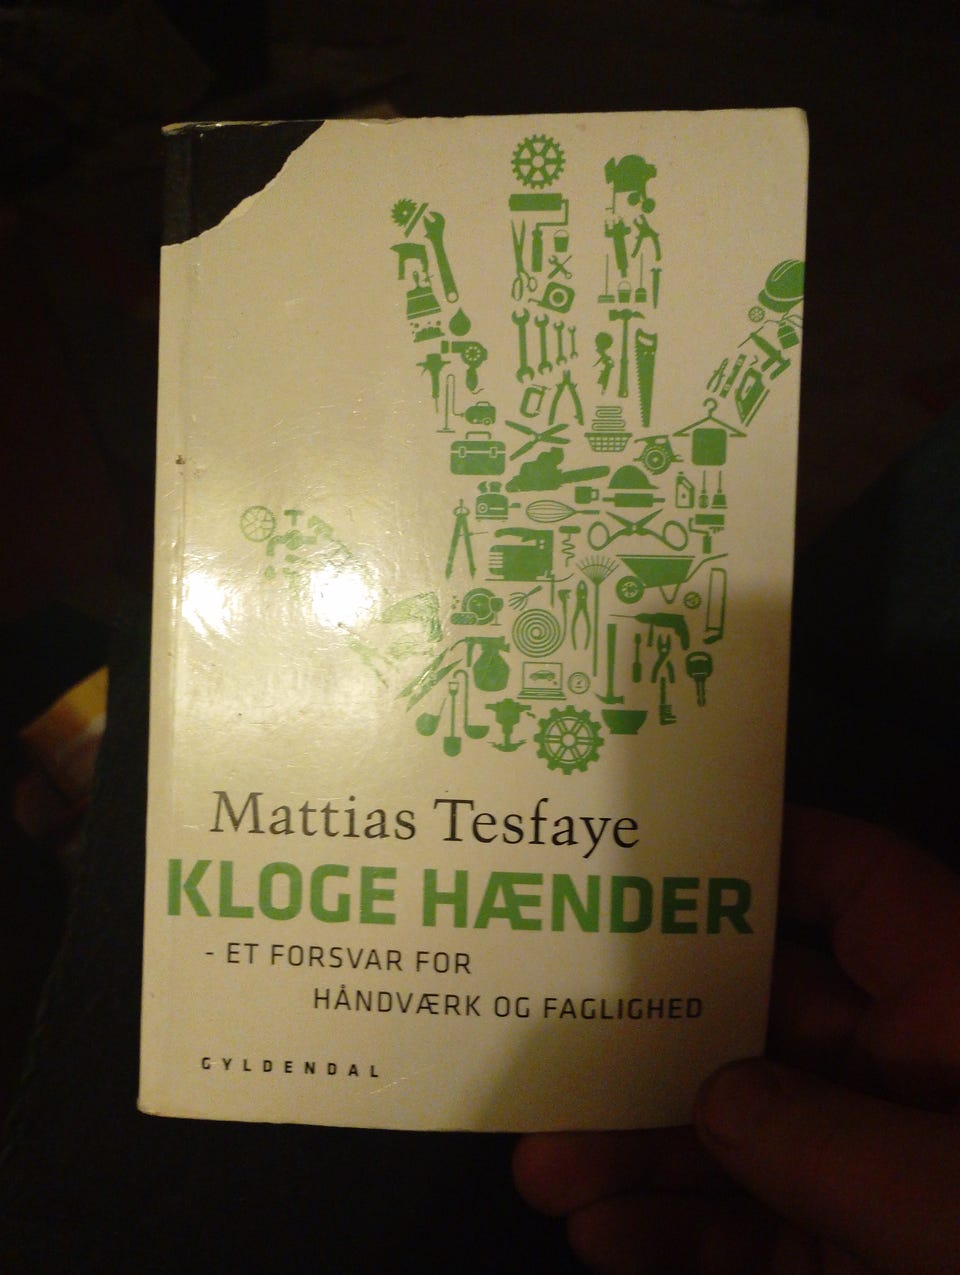 Mattias Tesfaye
KLOGE HÆNDER
- ET FORSVAR FOR
HÅNDVÆRK OG FAGLIGHED
GYLDENDAL